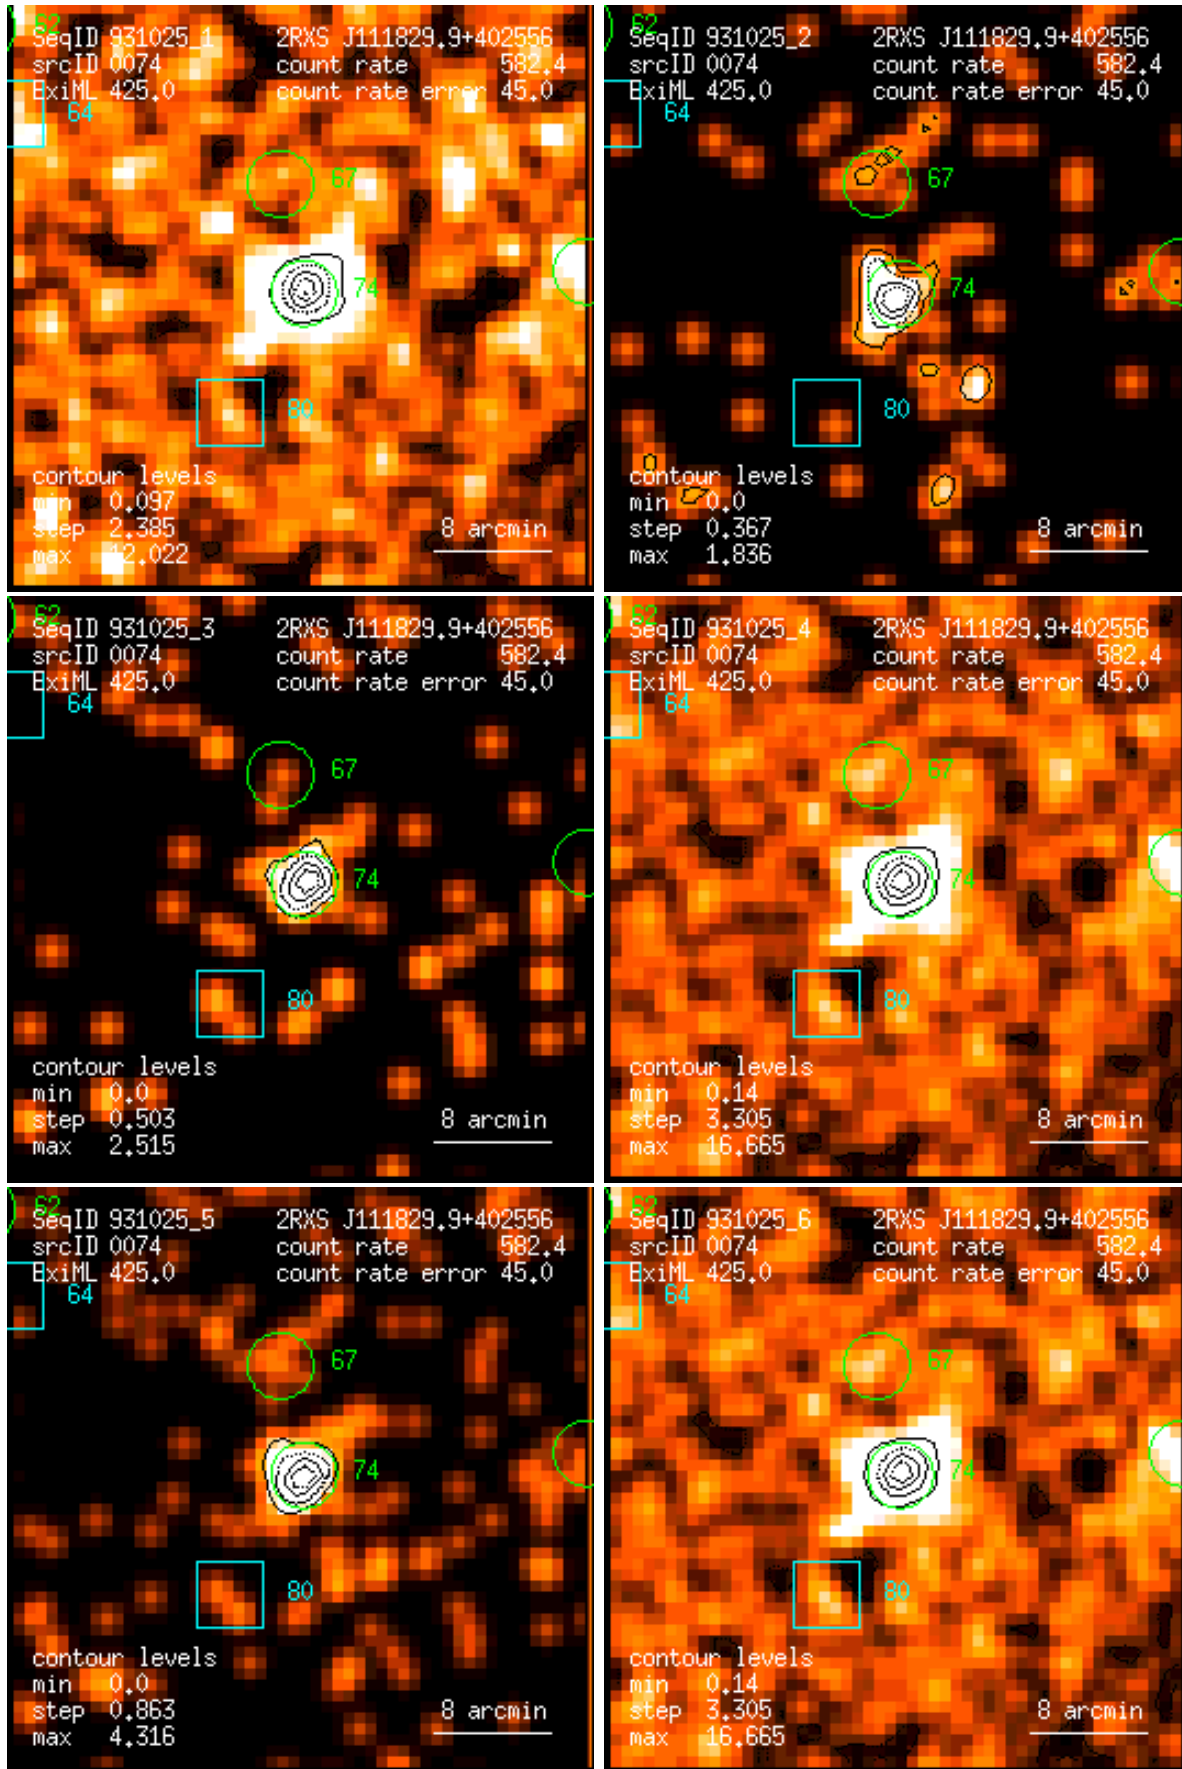 62
SeqID 931025_1 2RXS J111829.9+402556
srcID 0074 count rate 582.4
ExiML 425.0 count rate error 45.0
64
67
74
80
contour levels
min 0.097
step 2.385 8 arcmin
max 12.022
62
SeqID 931025_2 2RXS J111829.9+402556
srcID 0074 count rate 582.4
ExiML 425.0 count rate error 45.0
64
67
74
80
contour levels
min 0.0
step 0.367 8 arcmin
max 1.836
62
SeqID 931025_3 2RXS J111829.9+402556
srcID 0074 count rate 582.4
ExiML 425.0 count rate error 45.0
64
67
74
80
contour levels
min 0.0
step 0.503 8 arcmin
max 2.515
62
SeqID 931025_4 2RXS J111829.9+402556
srcID 0074 count rate 582.4
ExiML 425.0 count rate error 45.0
64
67
74
80
contour levels
min 0.14
step 3.305 8 arcmin
max 16.665
62
SeqID 931025_5 2RXS J111829.9+402556
srcID 0074 count rate 582.4
ExiML 425.0 count rate error 45.0
64
67
74
80
contour levels
min 0.0
step 0.863 8 arcmin
max 4.316
62
SeqID 931025_6 2RXS J111829.9+402556
srcID 0074 count rate 582.4
ExiML 425.0 count rate error 45.0
64
67
74
80
contour levels
min 0.14
step 3.305 8 arcmin
max 16.665